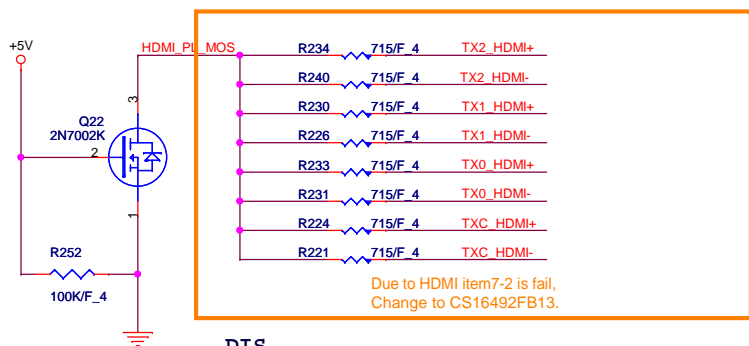 +5V
HDMI_PL_MOS
R234 715/F_4 TX2_HDMI+
R240 715/F_4 TX2_HDMI-
Q22
2N7002K
3
2
1
R230 715/F_4 TX1_HDMI+
R226 715/F_4 TX1_HDMI-
R233 715/F_4 TX0_HDMI+
R231 715/F_4 TX0_HDMI-
R224 715/F_4 TXC_HDMI+
R221 715/F_4 TXC_HDMI-
R252
100K/F_4
Due to HDMI item7-2 is fail,
Change to CS16492FB13.
DIS